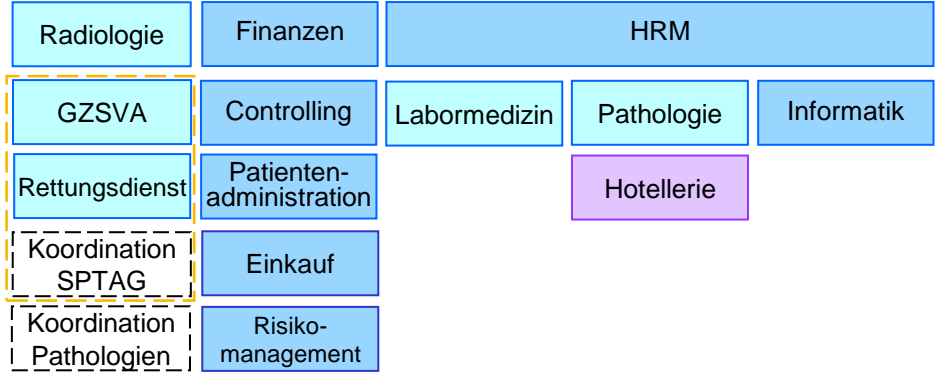 Radiologie
Finanzen
HRM
GZSVA
Controlling
Labormedizin
Pathologie
Informatik
Rettungsdienst
Patienten-
administration
Hotellerie
Koordination
SPTAG
Einkauf
Koordination
Pathologien
Risiko-
management